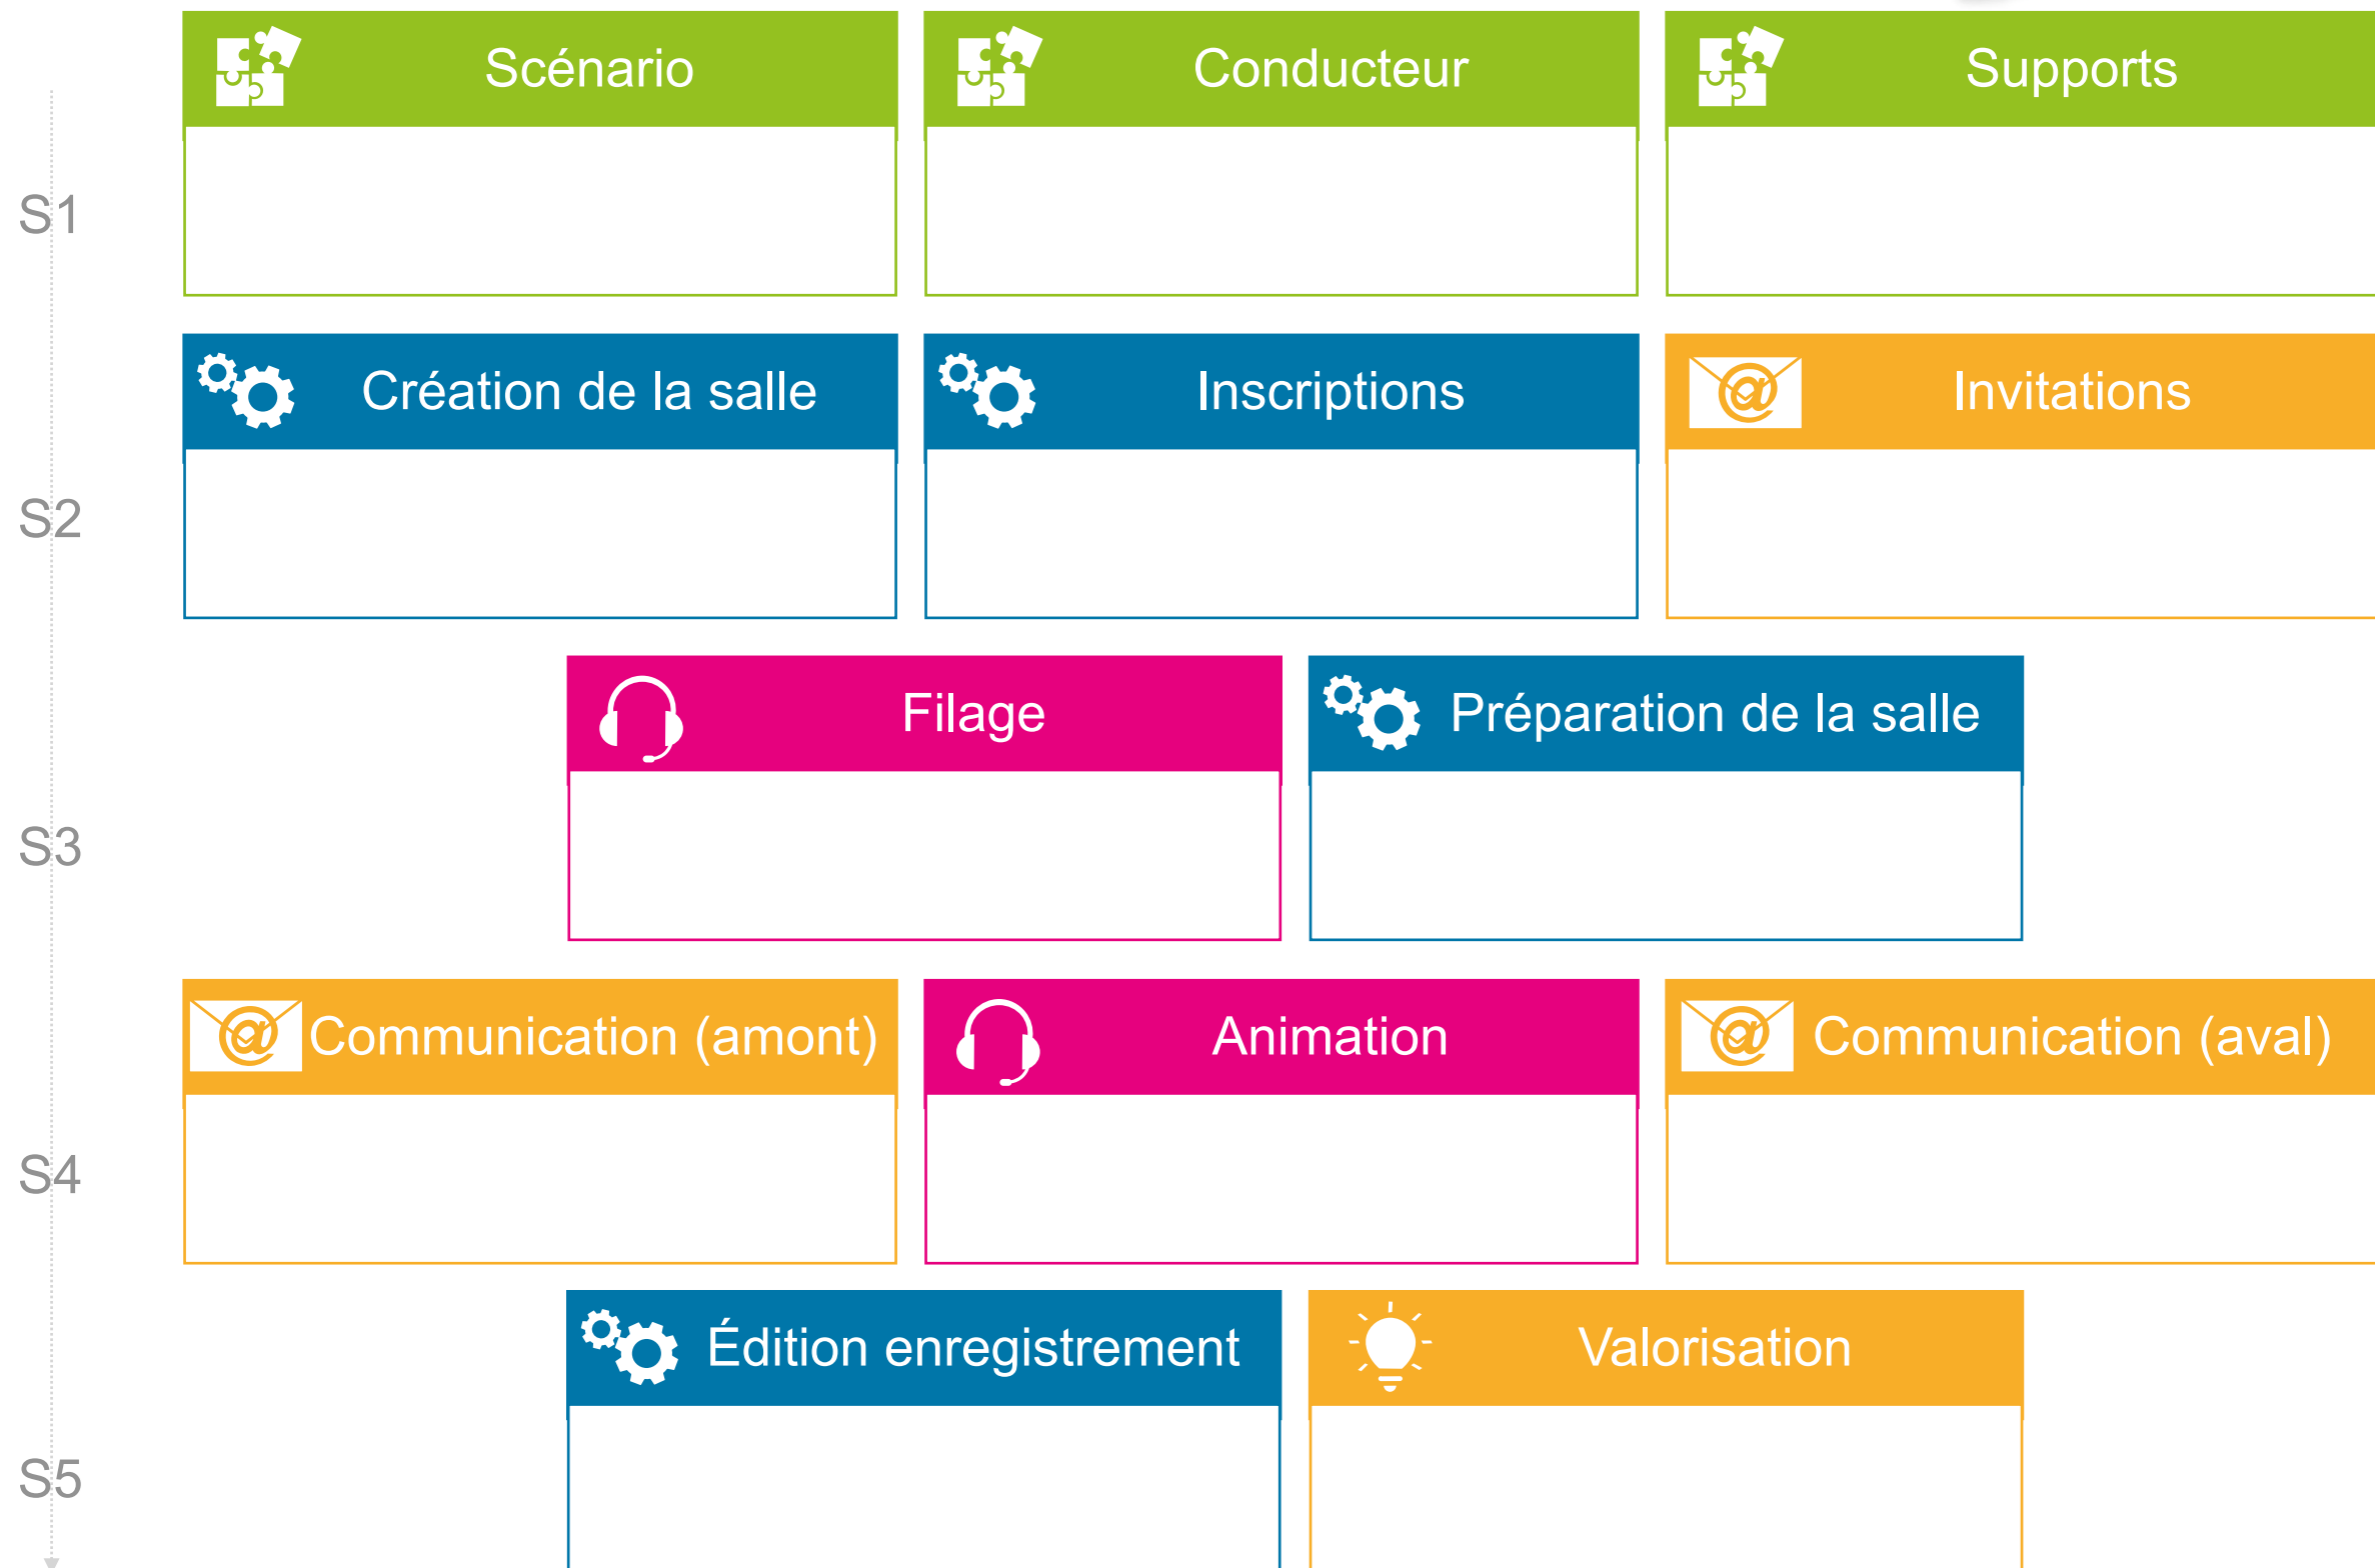 Scénario
Conducteur
Supports
S1
Création de la salle
Inscriptions
@ Invitations
S2
Filage
Préparation de la salle
S3
@ Communication (amont)
Animation
@ Communication (aval)
S4
Édition enregistrement
Valorisation
S5